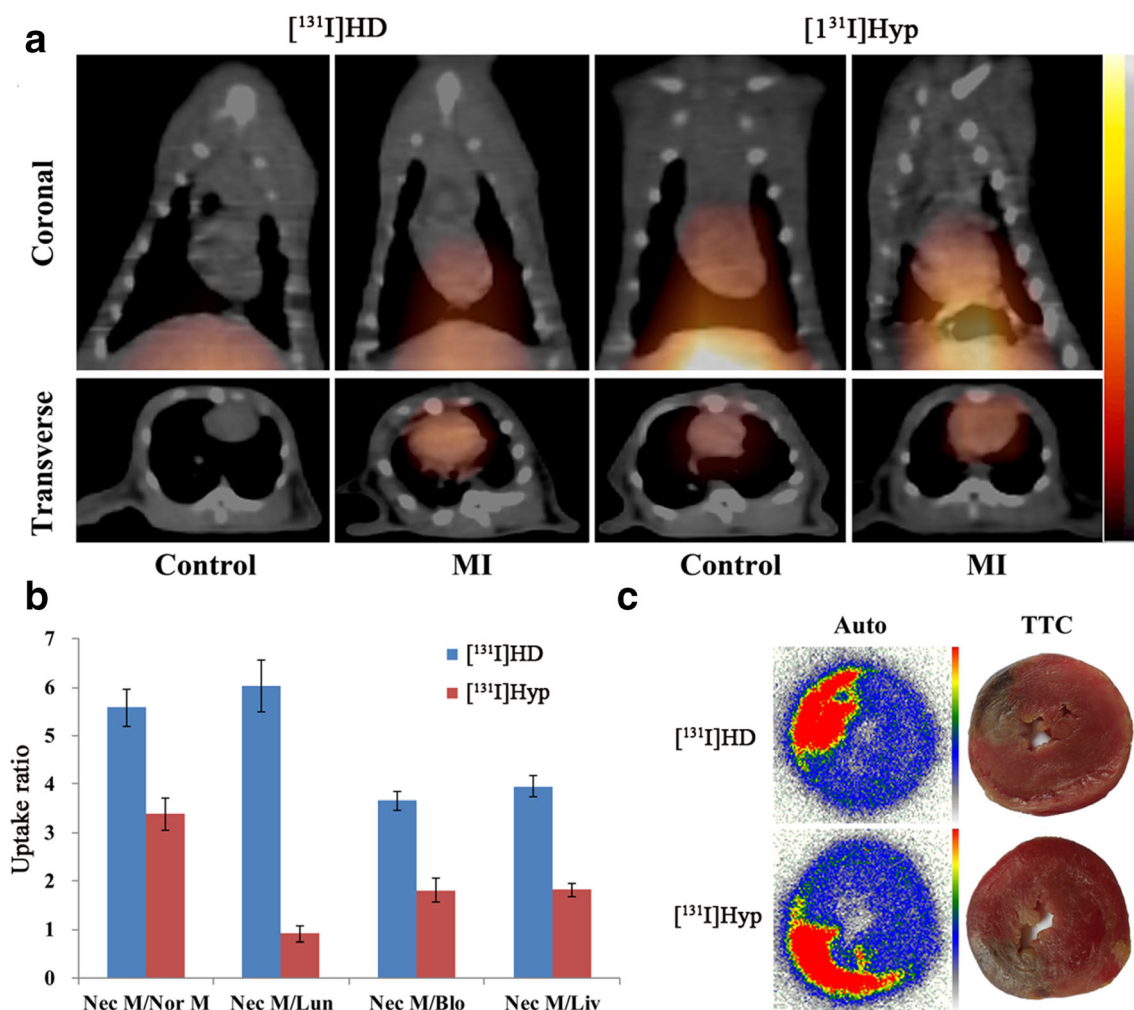 a
[¹³¹I]HD [1³¹I]Hyp
Coronal
Transverse
Control MI Control MI
b
Uptake ratio
7
6
5
4
3
2
1
0
[¹³¹I]HD
[¹³¹I]Hyp
Nec M/Nor M Nec M/Lun Nec M/Blo Nec M/Liv
c
Auto TTC
[¹³¹I]HD
[¹³¹I]Hyp